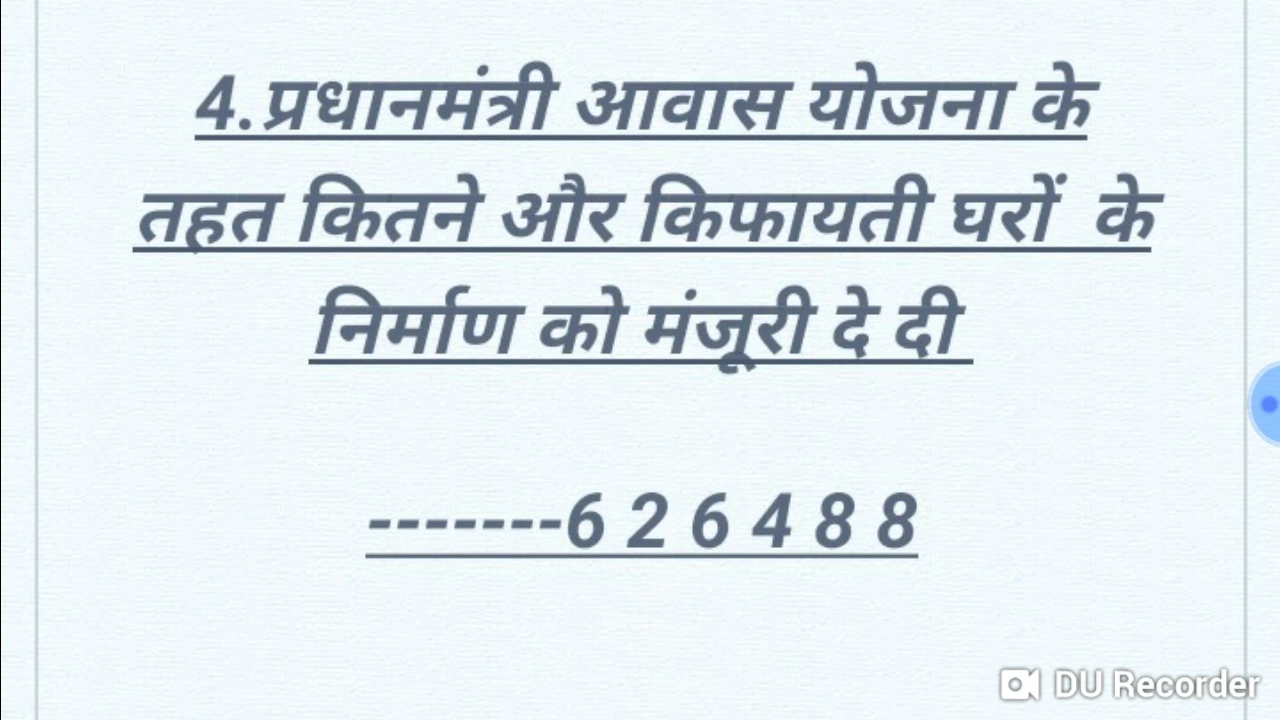 4.प्रधानमंत्री आवास योजना के
तहत कितने और किफायती घरों के
निर्माण को मंजूरी दे दी
-------6 2 6 4 8 8
DU Recorder